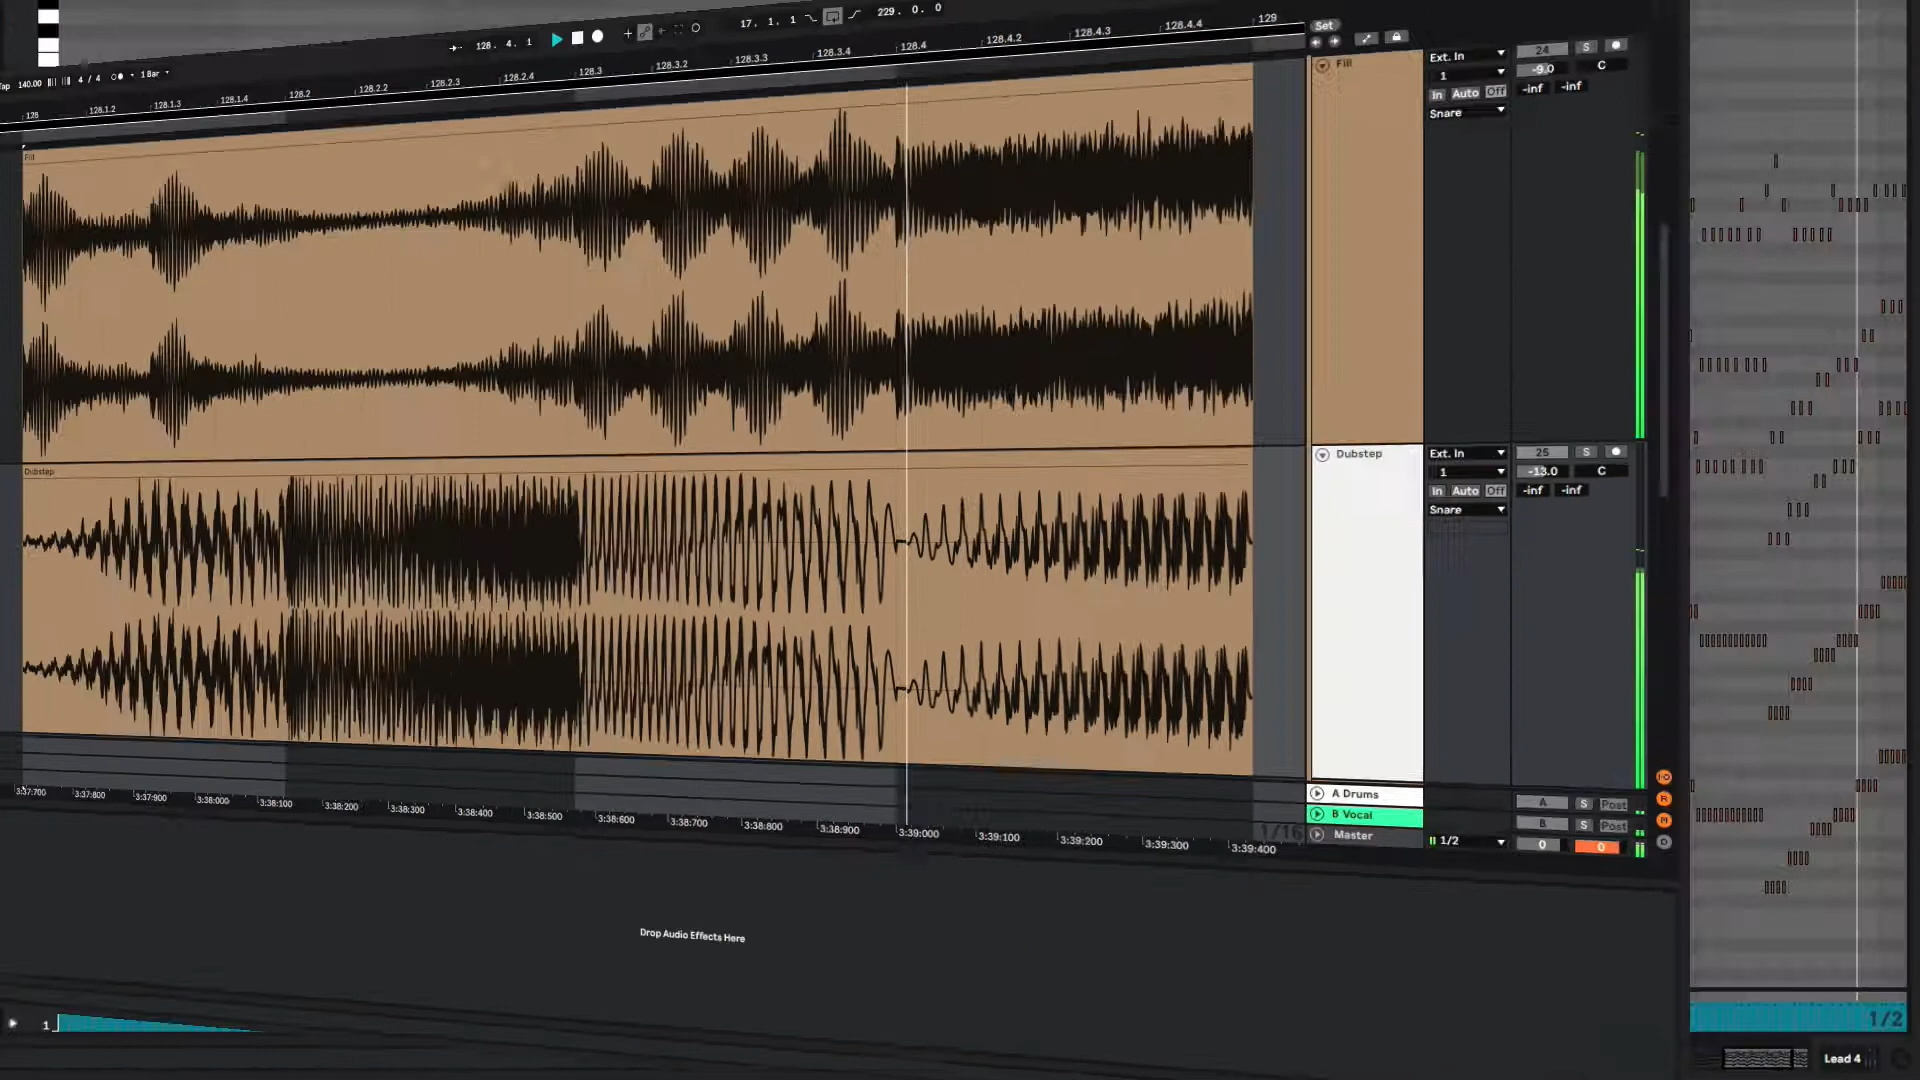 17. 1. 1
229. 0. 0
128. 4. 1
140.00
4 / 4
1 Bar
128
128.1.2
128.1.3
128.1.4
128.2
128.2.2
128.2.3
128.2.4
128.3
128.3.2
128.3.3
128.3.4
128.4
128.4.2
128.4.3
128.4.4
129
Set
Fill
Fill
Ext. In
1
In Auto Off
Snare
24 S
-9.0 C
-inf -inf
Dubstep
Dubstep
Ext. In
1
In Auto Off
Snare
25 S
-13.0 C
-inf -inf
A Drums
B Vocal
Master
1/2
A S Post
B S Post
0 0
I·O
R
M
D
3:37:700
3:37:800
3:37:900
3:38:000
3:38:100
3:38:200
3:38:300
3:38:400
3:38:500
3:38:600
3:38:700
3:38:800
3:38:900
3:39:000
3:39:100
3:39:200
3:39:300
3:39:400
1/16
Drop Audio Effects Here
1
1/2
Lead 4